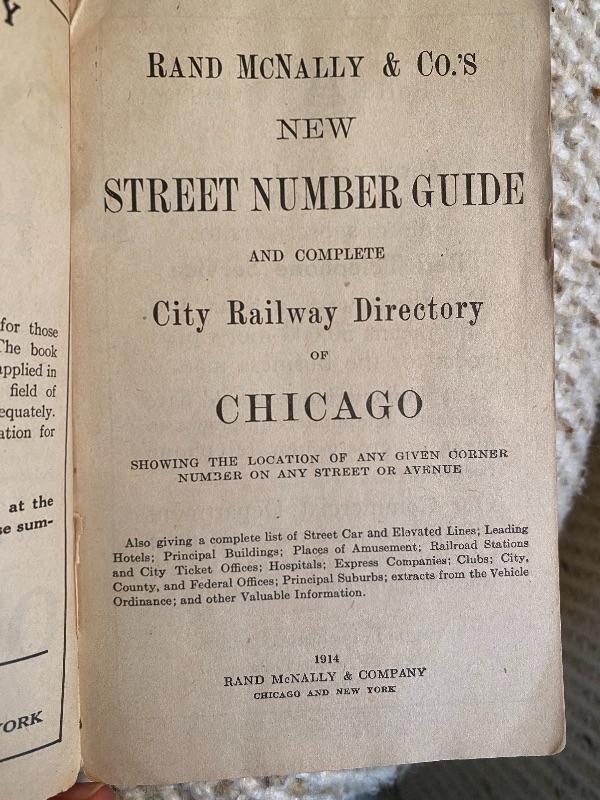 Y
for those
The book
applied in
field of
equately.
ation for
at the
se sum-
YORK
RAND MCNALLY & CO.'S
NEW
STREET NUMBER GUIDE
AND COMPLETE
City Railway Directory
OF
CHICAGO
SHOWING THE LOCATION OF ANY GIVEN CORNER
NUMBER ON ANY STREET OR AVENUE
Also giving a complete list of Street Car and Elevated Lines; Leading
Hotels; Principal Buildings; Places of Amusement; Railroad Stations
and City Ticket Offices; Hospitals; Express Companies; Clubs; City,
County, and Federal Offices; Principal Suburbs; extracts from the Vehicle
Ordinance; and other Valuable Information.
1914
RAND MCNALLY & COMPANY
CHICAGO AND NEW YORK